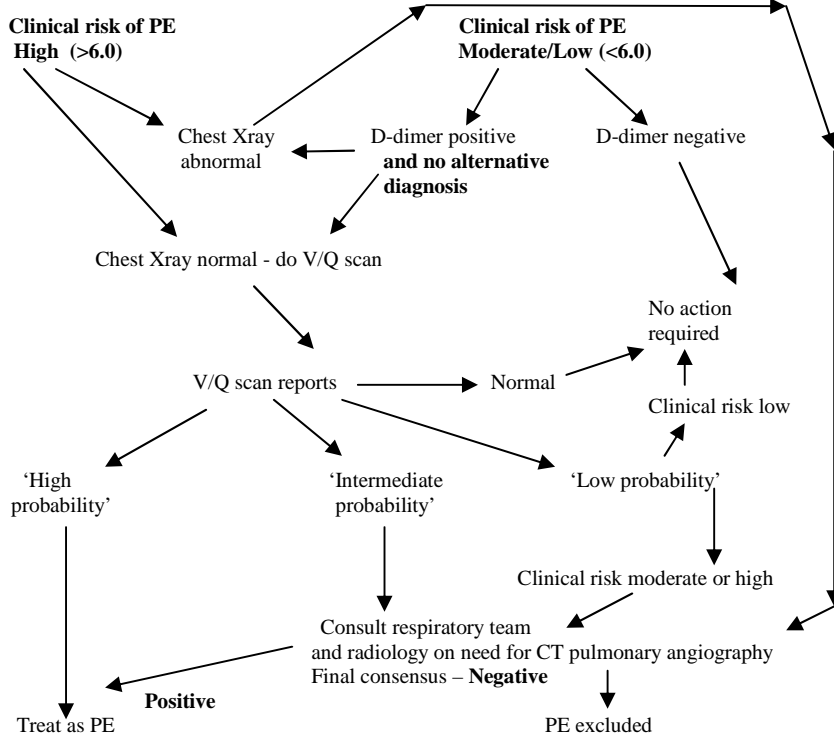 Clinical risk of PE
High (>6.0)
Clinical risk of PE
Moderate/Low (<6.0)
Chest Xray
abnormal
D-dimer positive
and no alternative
diagnosis
D-dimer negative
Chest Xray normal - do V/Q scan
No action
required
V/Q scan reports
Normal
Clinical risk low
‘High
probability’
‘Intermediate
probability’
‘Low probability’
Clinical risk moderate or high
Consult respiratory team
and radiology on need for CT pulmonary angiography
Final consensus – Negative
Positive
Treat as PE
PE excluded